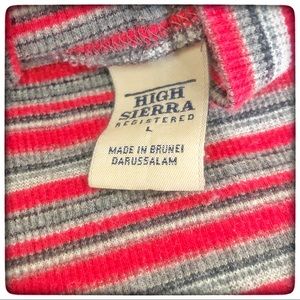 HIGH
SIERRA
REGISTERED
L
MADE IN BRUNEI
DARUSSALAM